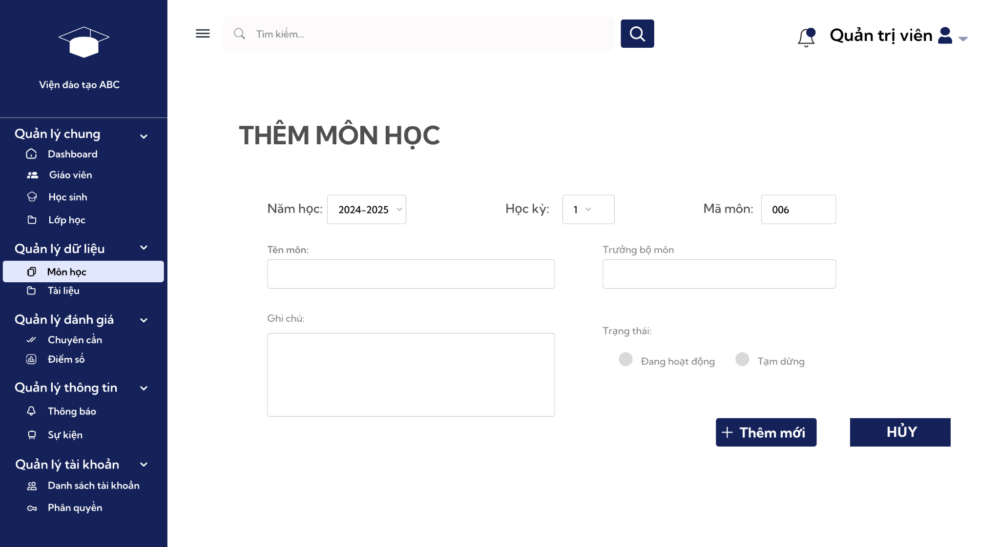 Viện đào tạo ABC
Quản lý chung
Dashboard
Giáo viên
Học sinh
Lớp học
Quản lý dữ liệu
Môn học
Tài liệu
Quản lý đánh giá
Chuyên cần
Điểm số
Quản lý thông tin
Thông báo
Sự kiện
Quản lý tài khoản
Danh sách tài khoản
Phân quyền
Tìm kiếm...
Quản trị viên
THÊM MÔN HỌC
Năm học: 2024-2025 Học kỳ: 1 Mã môn: 006
Tên môn: Trưởng bộ môn
Ghi chú:
Trạng thái:
Đang hoạt động Tạm dừng
Thêm mới HỦY